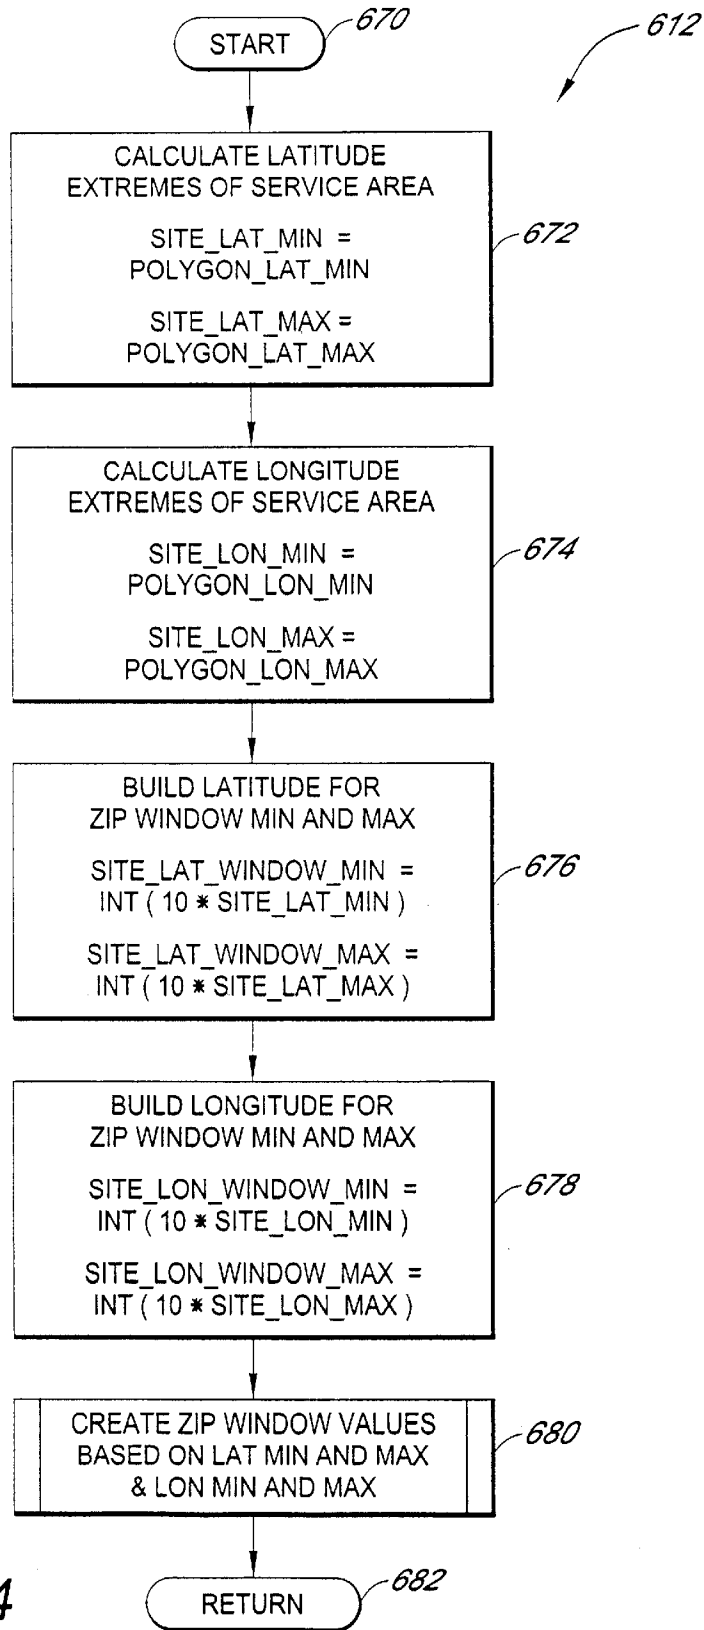 START
670
612
CALCULATE LATITUDE
EXTREMES OF SERVICE AREA
SITE_LAT_MIN =
POLYGON_LAT_MIN
SITE_LAT_MAX =
POLYGON_LAT_MAX
672
CALCULATE LONGITUDE
EXTREMES OF SERVICE AREA
SITE_LON_MIN =
POLYGON_LON_MIN
SITE_LON_MAX =
POLYGON_LON_MAX
674
BUILD LATITUDE FOR
ZIP WINDOW MIN AND MAX
SITE_LAT_WINDOW_MIN =
INT ( 10 * SITE_LAT_MIN )
SITE_LAT_WINDOW_MAX =
INT ( 10 * SITE_LAT_MAX )
676
BUILD LONGITUDE FOR
ZIP WINDOW MIN AND MAX
SITE_LON_WINDOW_MIN =
INT ( 10 * SITE_LON_MIN )
SITE_LON_WINDOW_MAX =
INT ( 10 * SITE_LON_MAX )
678
CREATE ZIP WINDOW VALUES
BASED ON LAT MIN AND MAX
& LON MIN AND MAX
680
RETURN
682
4